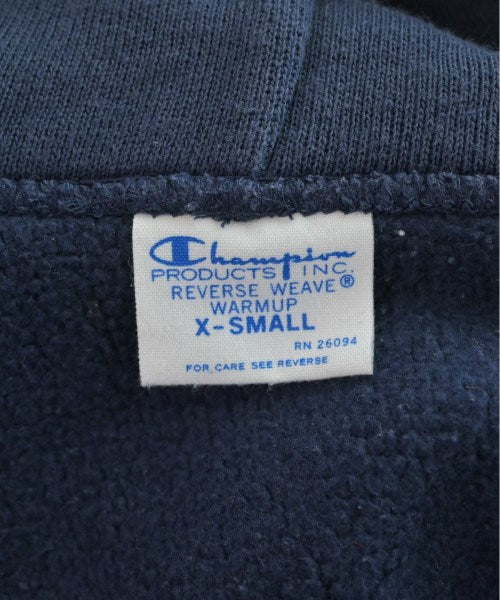 Champion
PRODUCTS INC.
REVERSE WEAVE®
WARMUP
X-SMALL
RN 26094
FOR CARE SEE REVERSE